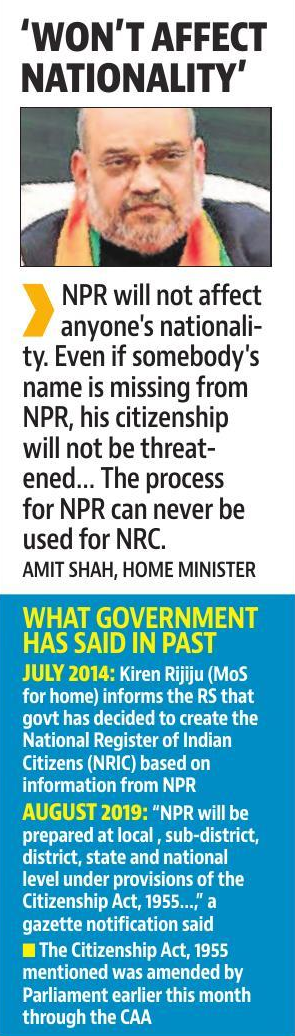 ‘WON’T AFFECT
NATIONALITY’
NPR will not affect
anyone's nationali-
ty. Even if somebody's
name is missing from
NPR, his citizenship
will not be threat-
ened... The process
for NPR can never be
used for NRC.
AMIT SHAH, HOME MINISTER
WHAT GOVERNMENT
HAS SAID IN PAST
JULY 2014: Kiren Rijiju (MoS
for home) informs the RS that
govt has decided to create the
National Register of Indian
Citizens (NRIC) based on
information from NPR
AUGUST 2019: “NPR will be
prepared at local , sub-district,
district, state and national
level under provisions of the
Citizenship Act, 1955...,” a
gazette notification said
■ The Citizenship Act, 1955
mentioned was amended by
Parliament earlier this month
through the CAA